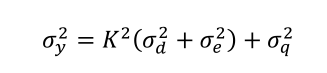 σ_y^2 = K^2(σ_d^2 + σ_e^2) + σ_q^2